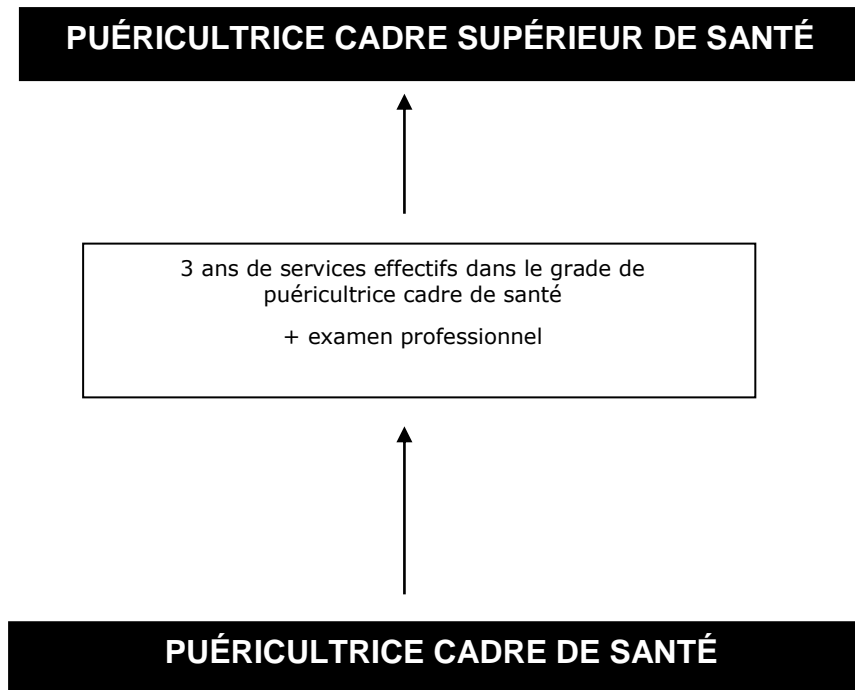 PUÉRICULTRICE CADRE SUPÉRIEUR DE SANTÉ
3 ans de services effectifs dans le grade de
puéricultrice cadre de santé
+ examen professionnel
PUÉRICULTRICE CADRE DE SANTÉ